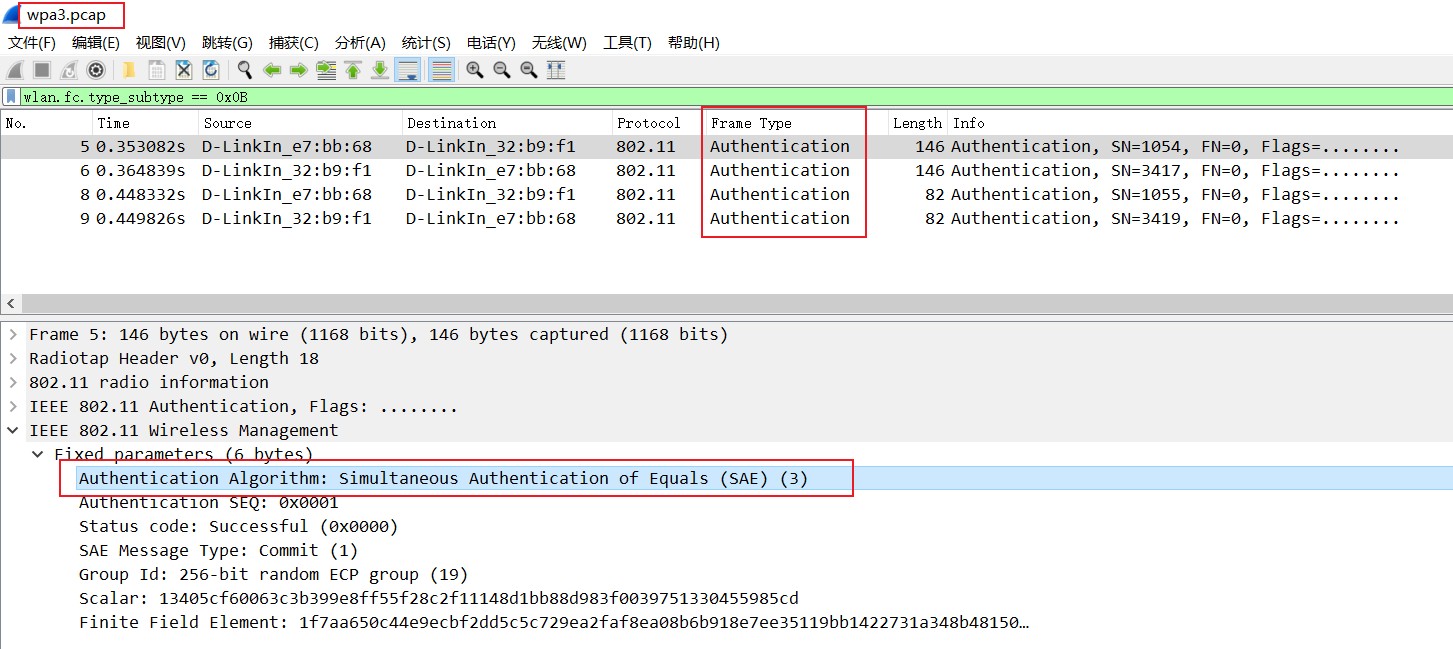 wpa3.pcap
文件(F) 编辑(E) 视图(V) 跳转(G) 捕获(C) 分析(A) 统计(S) 电话(Y) 无线(W) 工具(T) 帮助(H)
wlan.fc.type_subtype == 0x0B
No. Time Source Destination Protocol Frame Type Length Info
5 0.353082s D-LinkIn_e7:bb:68 D-LinkIn_32:b9:f1 802.11 Authentication 146 Authentication, SN=1054, FN=0, Flags=........
6 0.364839s D-LinkIn_32:b9:f1 D-LinkIn_e7:bb:68 802.11 Authentication 146 Authentication, SN=3417, FN=0, Flags=........
8 0.448332s D-LinkIn_e7:bb:68 D-LinkIn_32:b9:f1 802.11 Authentication 82 Authentication, SN=1055, FN=0, Flags=........
9 0.449826s D-LinkIn_32:b9:f1 D-LinkIn_e7:bb:68 802.11 Authentication 82 Authentication, SN=3419, FN=0, Flags=........
Frame 5: 146 bytes on wire (1168 bits), 146 bytes captured (1168 bits)
Radiotap Header v0, Length 18
802.11 radio information
IEEE 802.11 Authentication, Flags: ........
IEEE 802.11 Wireless Management
Fixed parameters (6 bytes)
Authentication Algorithm: Simultaneous Authentication of Equals (SAE) (3)
Authentication SEQ: 0x0001
Status code: Successful (0x0000)
SAE Message Type: Commit (1)
Group Id: 256-bit random ECP group (19)
Scalar: 13405cf60063c3b399e8ff55f28c2f11148d1bb88d983f0039751330455985cd
Finite Field Element: 1f7aa650c44e9ecbf2dd5c5c729ea2faf8ea08b6b918e7ee35119bb1422731a348b48150…